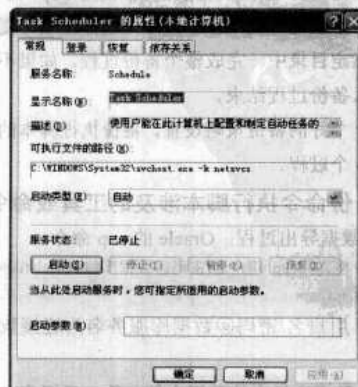 Task Scheduler 的属性(本地计算机)
常规 登录 恢复 依存关系
服务名称: Schedule
显示名称(N): Task Scheduler
描述(D): 使用户能在此计算机上配置和制定自动任务的
可执行文件的路径(H):
C:\WINDOWS\System32\svchost.exe -k netsvcs
启动类型(E): 自动
服务状态: 已停止
启动(S) 停止(T) 暂停(P) 恢复(R)
当从此处启动服务时，您可指定所适用的启动参数。
启动参数(M):
确定 取消 应用(A)